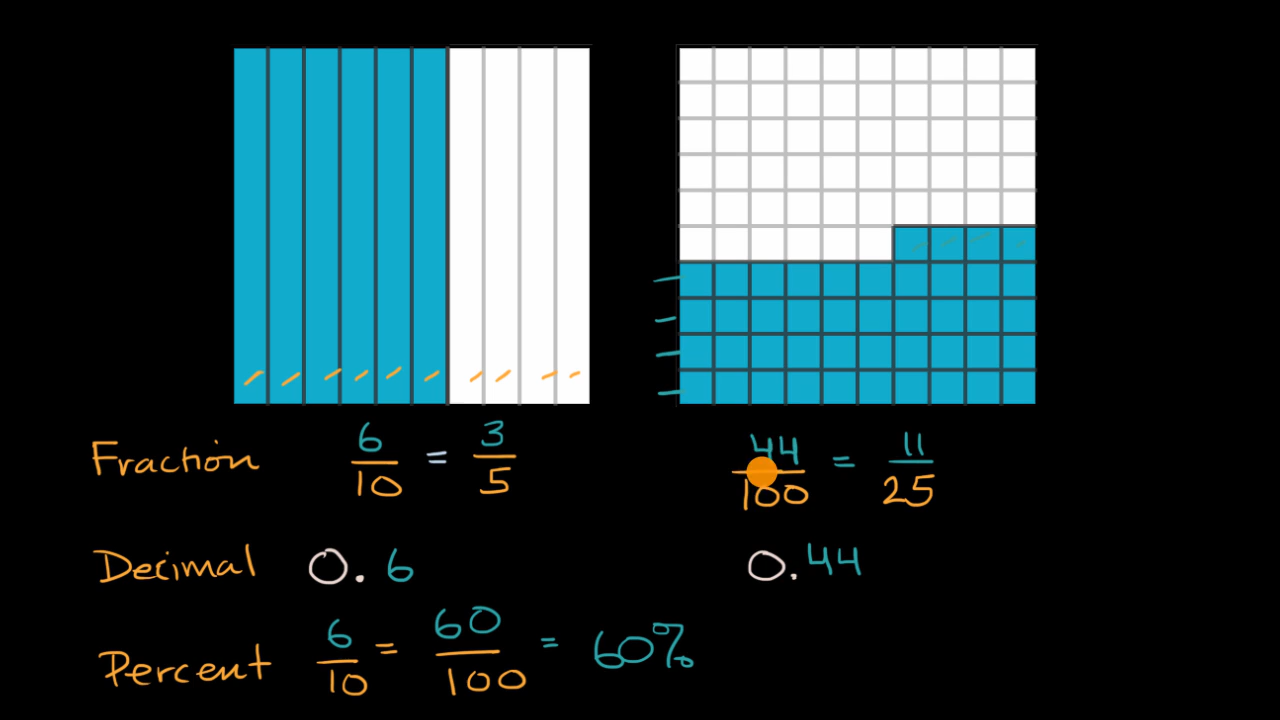 Fraction 6/10 = 3/5 44/100 = 11/25
Decimal 0.6 0.44
Percent 6/10 = 60/100 = 60%